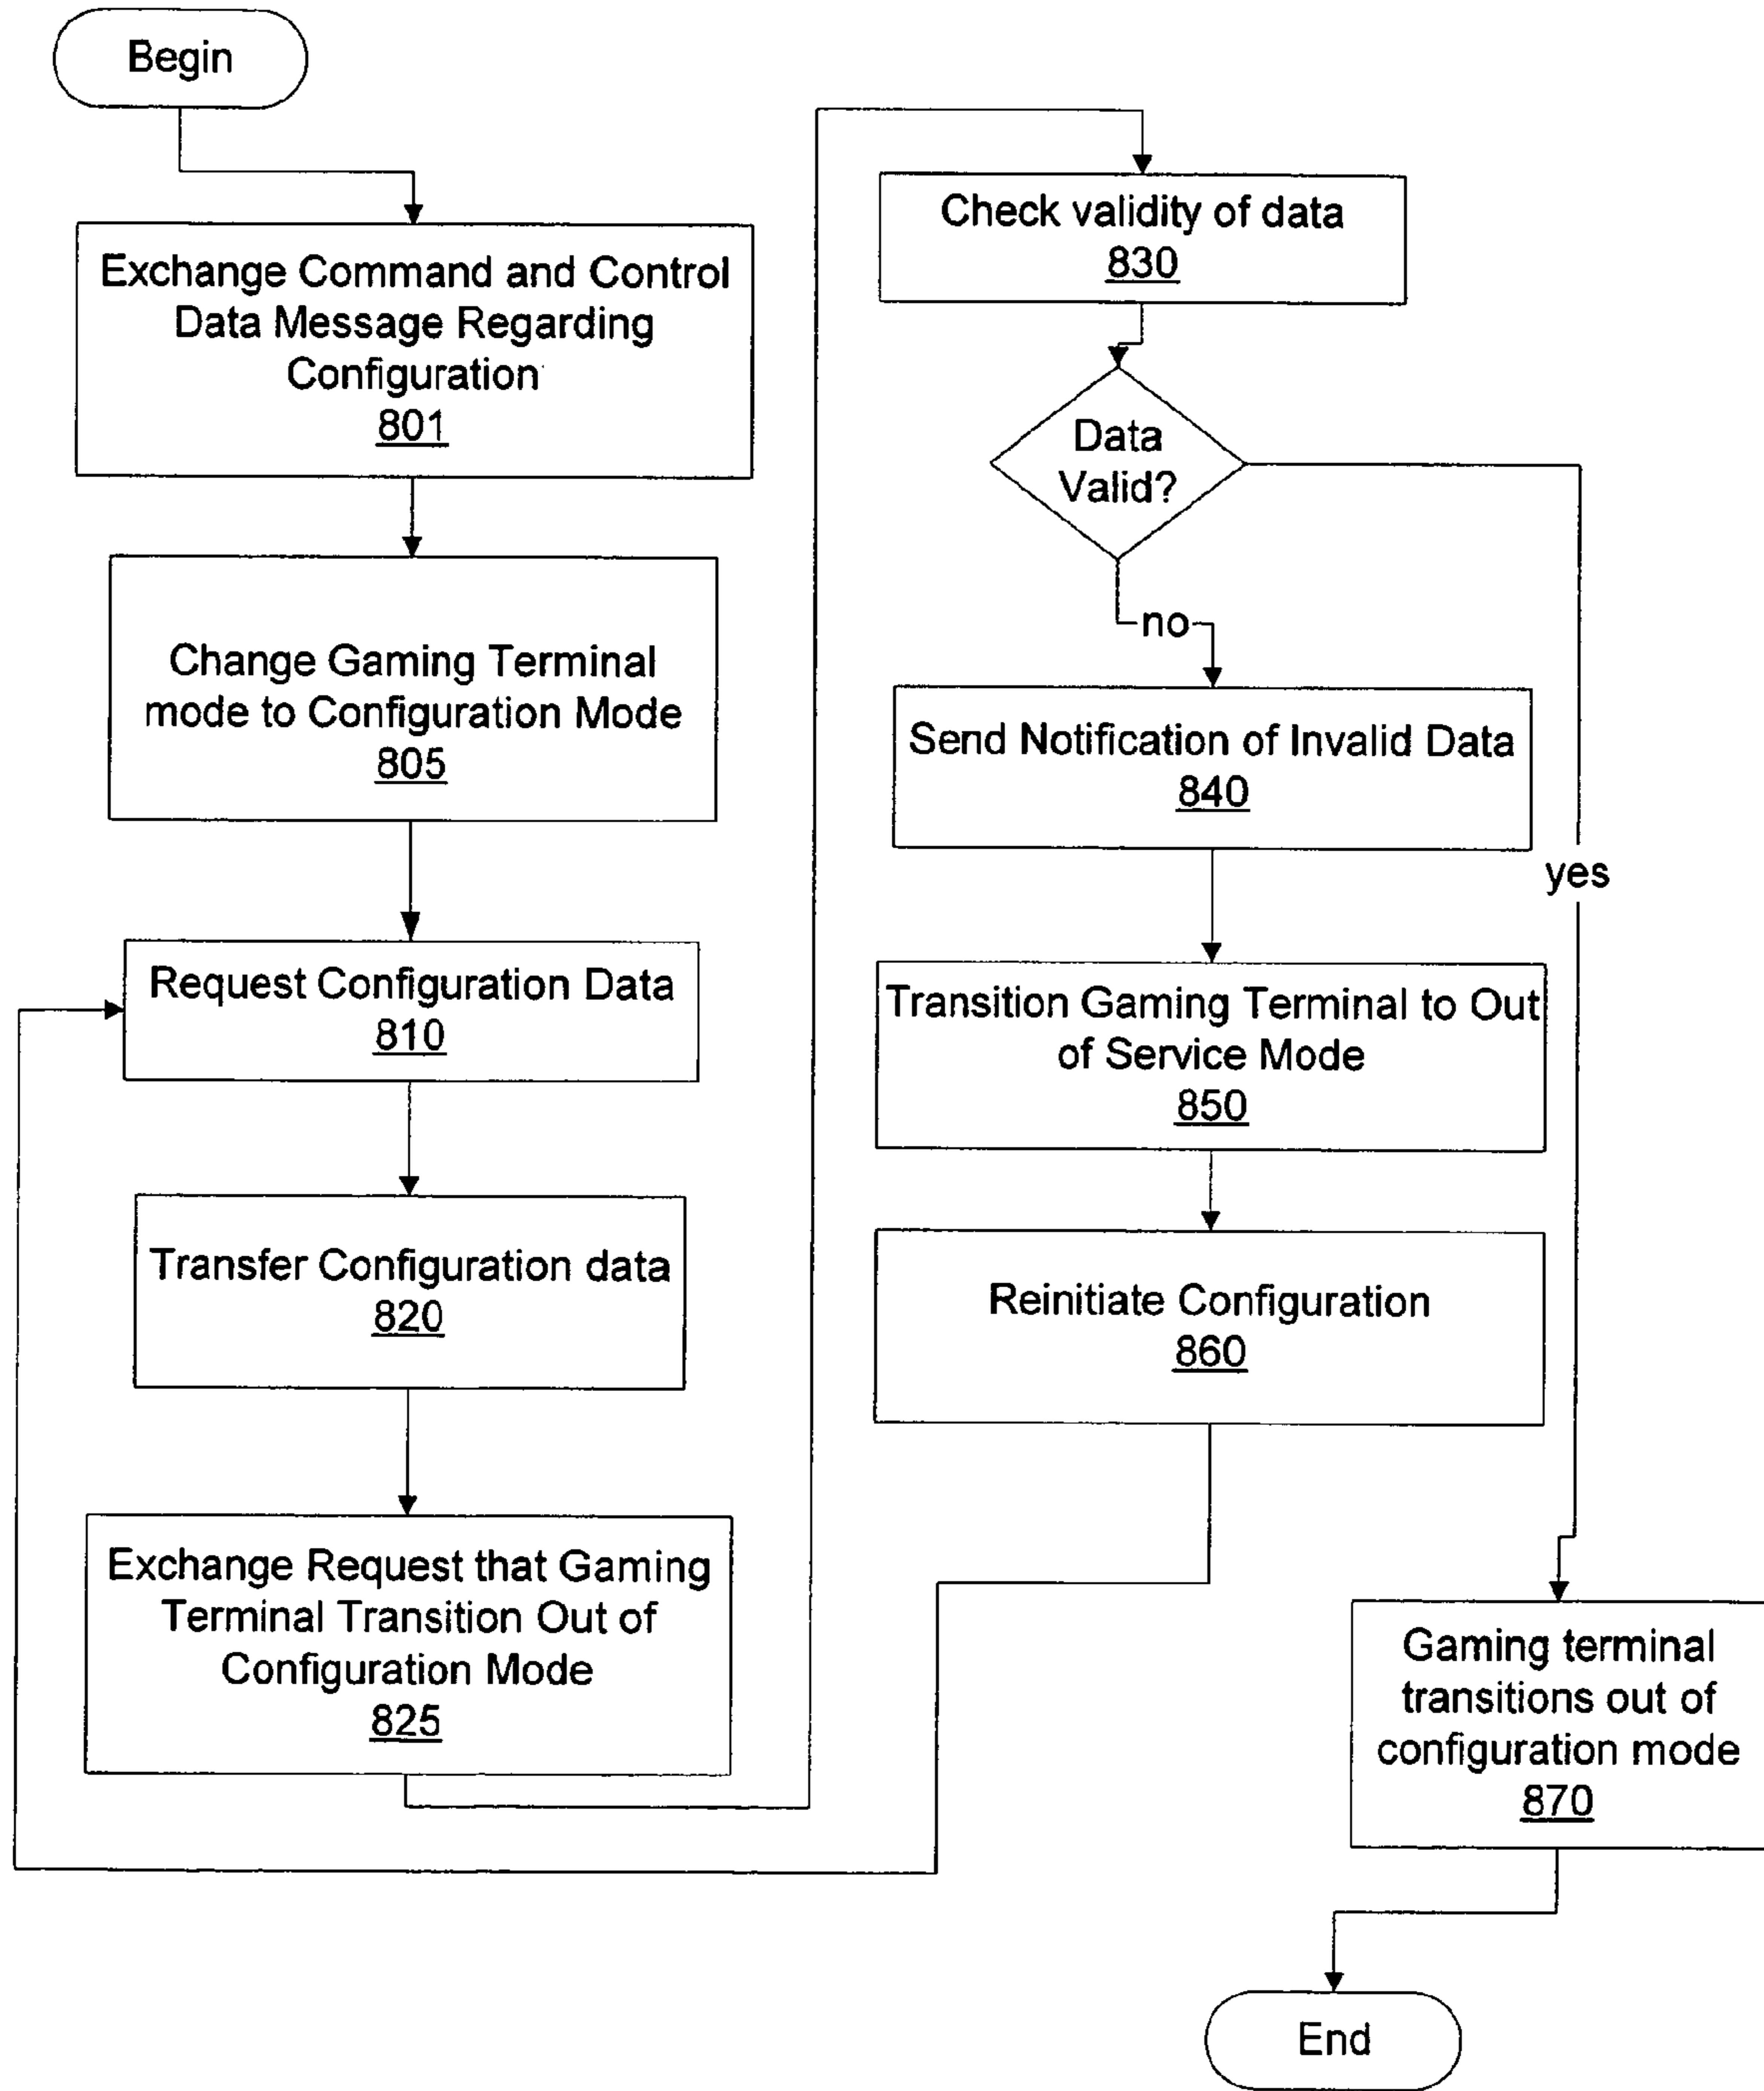 Begin
Exchange Command and Control
Data Message Regarding
Configuration
801
Change Gaming Terminal
mode to Configuration Mode
805
Request Configuration Data
810
Transfer Configuration data
820
Exchange Request that Gaming
Terminal Transition Out of
Configuration Mode
825
Check validity of data
830
Data
Valid?
no
yes
Send Notification of Invalid Data
840
Transition Gaming Terminal to Out
of Service Mode
850
Reinitiate Configuration
860
Gaming terminal
transitions out of
configuration mode
870
End